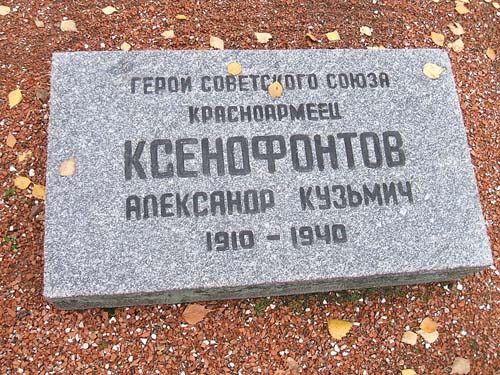 ГЕРОЙ СОВЕТСКОГО СОЮЗА
КРАСНОАРМЕЕЦ
КСЕНОФОНТОВ
АЛЕКСАНДР КУЗЬМИЧ
1910 - 1940